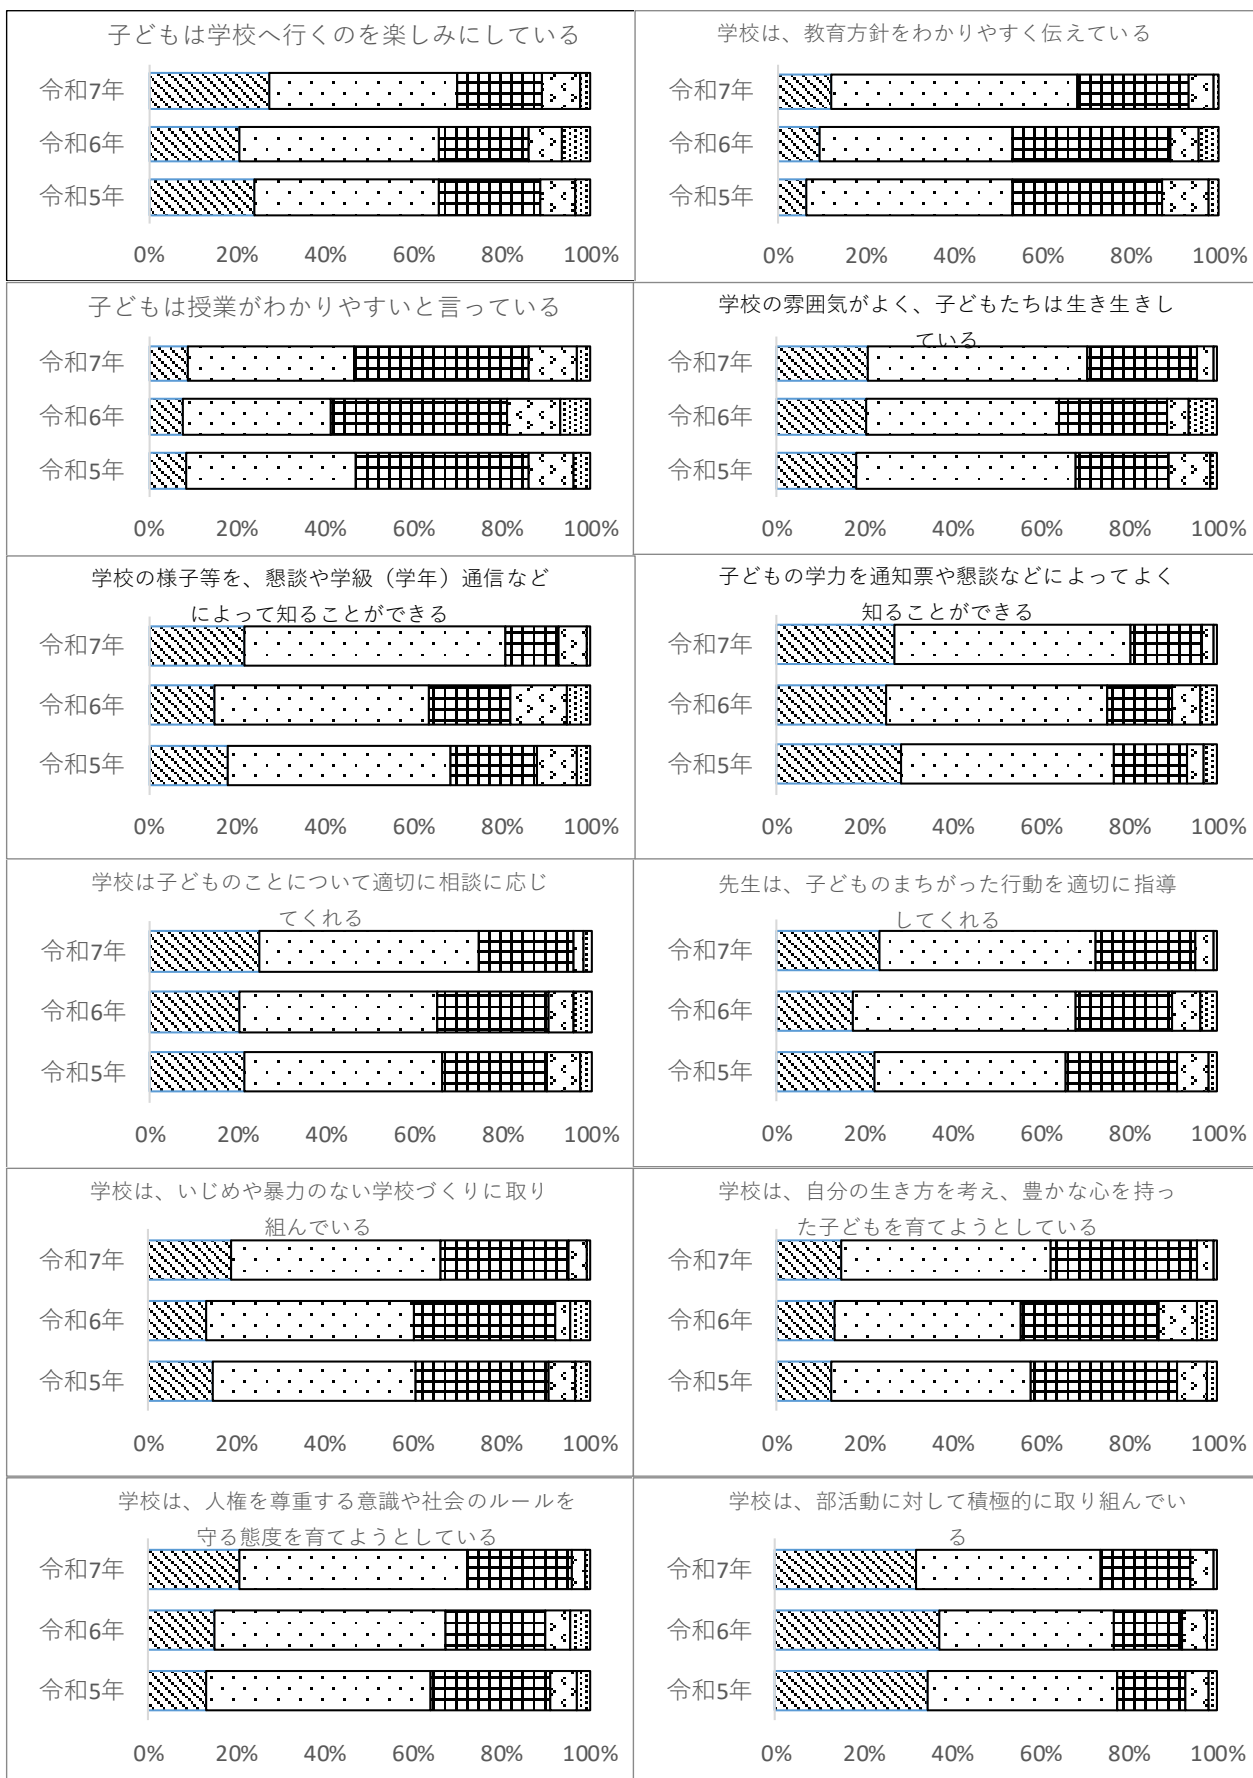 子どもは学校へ行くのを楽しみにしている
令和7年
令和6年
令和5年
0% 20% 40% 60% 80% 100%
学校は、教育方針をわかりやすく伝えている
令和7年
令和6年
令和5年
0% 20% 40% 60% 80% 100%
子どもは授業がわかりやすいと言っている
令和7年
令和6年
令和5年
0% 20% 40% 60% 80% 100%
学校の雰囲気がよく、子どもたちは生き生きし
ている
令和7年
令和6年
令和5年
0% 20% 40% 60% 80% 100%
学校の様子等を、懇談や学級（学年）通信など
によって知ることができる
令和7年
令和6年
令和5年
0% 20% 40% 60% 80% 100%
子どもの学力を通知票や懇談などによってよく
知ることができる
令和7年
令和6年
令和5年
0% 20% 40% 60% 80% 100%
学校は子どものことについて適切に相談に応じ
てくれる
令和7年
令和6年
令和5年
0% 20% 40% 60% 80% 100%
先生は、子どものまちがった行動を適切に指導
してくれる
令和7年
令和6年
令和5年
0% 20% 40% 60% 80% 100%
学校は、いじめや暴力のない学校づくりに取り
組んでいる
令和7年
令和6年
令和5年
0% 20% 40% 60% 80% 100%
学校は、自分の生き方を考え、豊かな心を持っ
た子どもを育てようとしている
令和7年
令和6年
令和5年
0% 20% 40% 60% 80% 100%
学校は、人権を尊重する意識や社会のルールを
守る態度を育てようとしている
令和7年
令和6年
令和5年
0% 20% 40% 60% 80% 100%
学校は、部活動に対して積極的に取り組んでい
る
令和7年
令和6年
令和5年
0% 20% 40% 60% 80% 100%